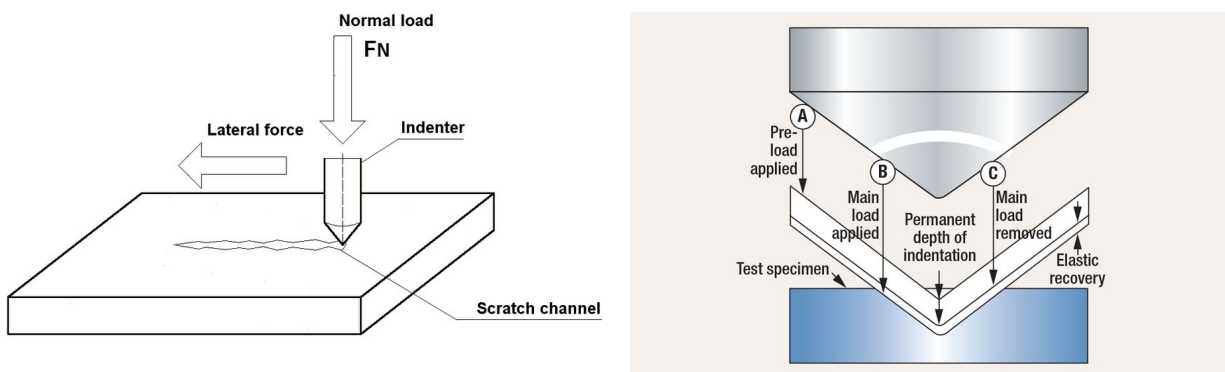 Normal load
FN
Lateral force
Indenter
Scratch channel
A
Pre-
load
applied
B
Main
load
applied
Permanent
depth of
indentation
C
Main
load
removed
Elastic
recovery
Test specimen